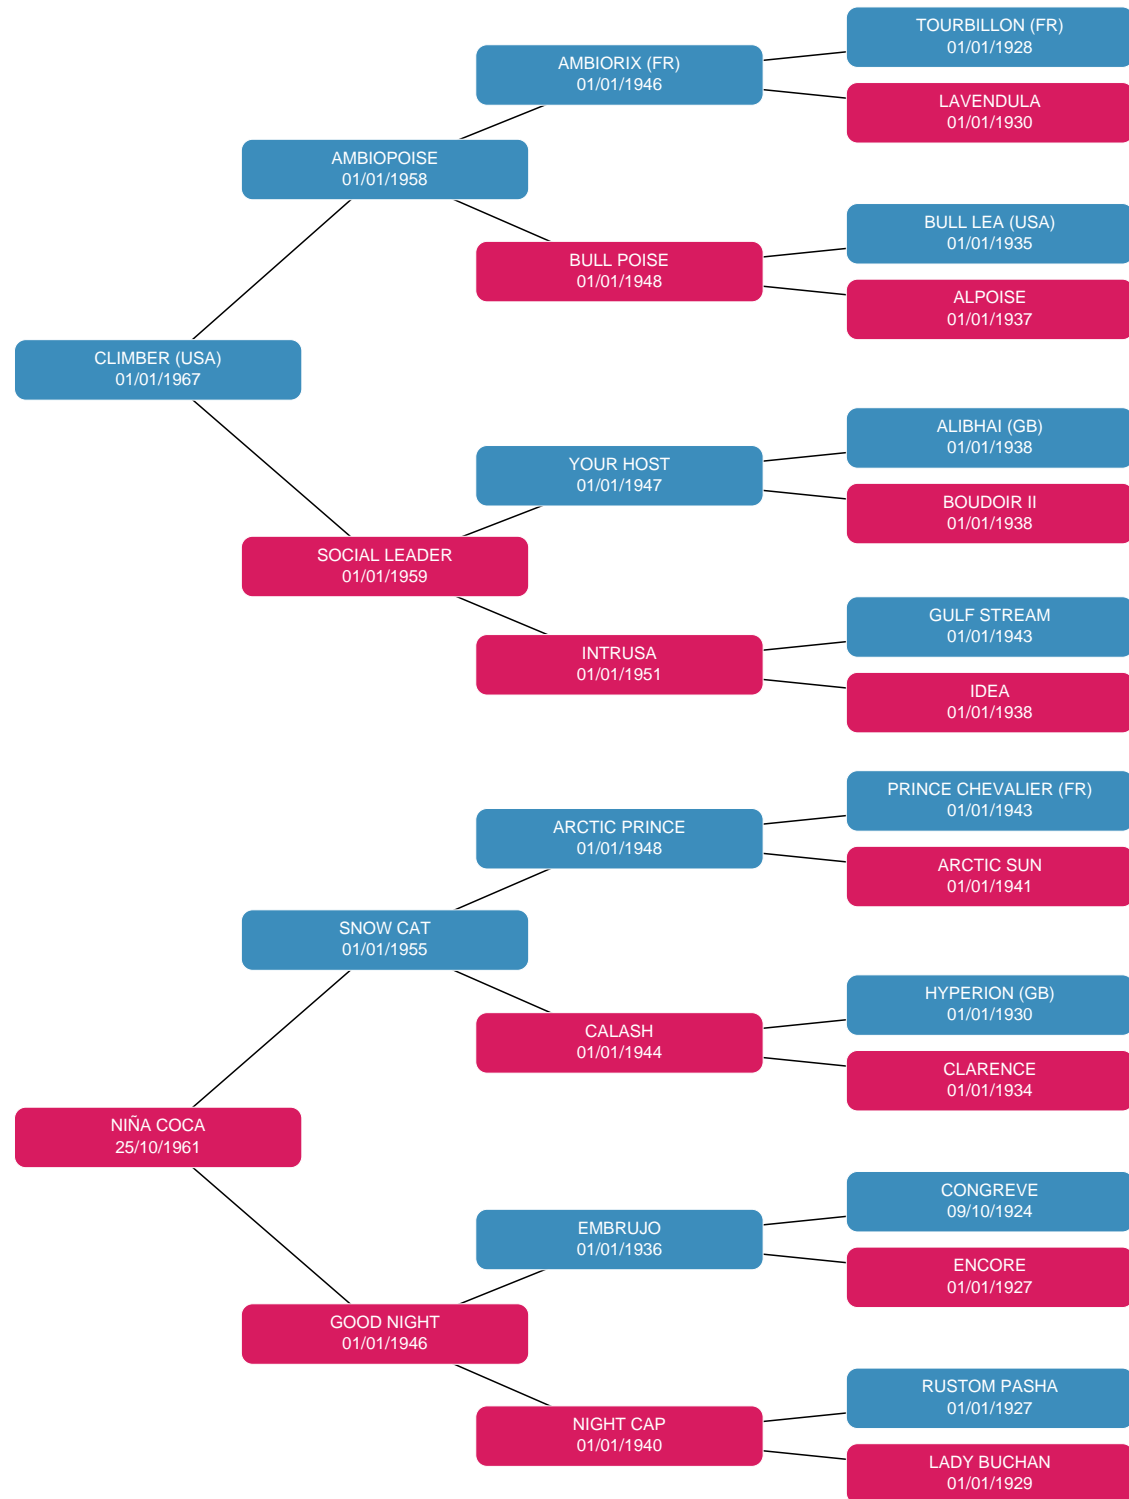 TOURBILLON (FR)
01/01/1928
AMBIORIX (FR)
01/01/1946
LAVENDULA
01/01/1930
AMBIOPOISE
01/01/1958
BULL LEA (USA)
01/01/1935
BULL POISE
01/01/1948
ALPOISE
01/01/1937
CLIMBER (USA)
01/01/1967
ALIBHAI (GB)
01/01/1938
YOUR HOST
01/01/1947
BOUDOIR II
01/01/1938
SOCIAL LEADER
01/01/1959
GULF STREAM
01/01/1943
INTRUSA
01/01/1951
IDEA
01/01/1938
PRINCE CHEVALIER (FR)
01/01/1943
ARCTIC PRINCE
01/01/1948
ARCTIC SUN
01/01/1941
SNOW CAT
01/01/1955
HYPERION (GB)
01/01/1930
CALASH
01/01/1944
CLARENCE
01/01/1934
NIÑA COCA
25/10/1961
CONGREVE
09/10/1924
EMBRUJO
01/01/1936
ENCORE
01/01/1927
GOOD NIGHT
01/01/1946
RUSTOM PASHA
01/01/1927
NIGHT CAP
01/01/1940
LADY BUCHAN
01/01/1929